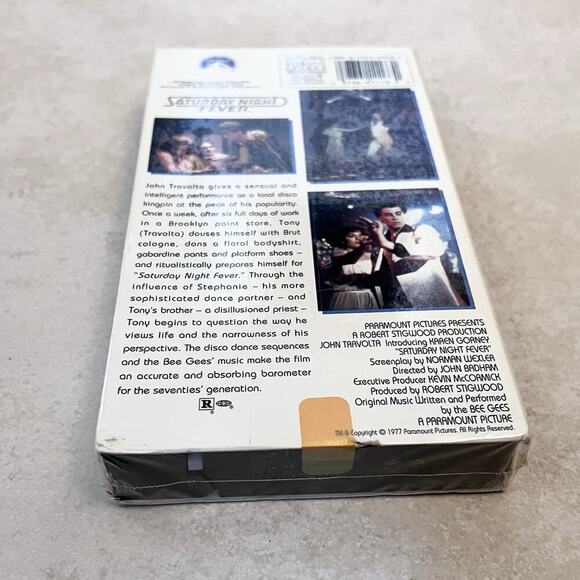 SATURDAY NIGHT
FEVER
John Travolta gives a sensual and
intelligent performance as a local disco
kingpin at the peak of his popularity.
Once a week, after six full days of work
in a Brooklyn paint store, Tony
(Travolta) douses himself with Brut
cologne, dons a floral bodyshirt,
gabardine pants and platform shoes –
and ritualistically prepares himself for
"Saturday Night Fever." Through the
influence of Stephanie – his more
sophisticated dance partner – and
Tony's brother – a disillusioned priest –
Tony begins to question the way he
views life and the narrowness of his
perspective. The disco dance sequences
and the Bee Gees' music make the film
an accurate and absorbing barometer
for the seventies' generation.
R
PARAMOUNT PICTURES PRESENTS
A ROBERT STIGWOOD PRODUCTION
JOHN TRAVOLTA Introducing KAREN GORNEY
"SATURDAY NIGHT FEVER"
Screenplay by NORMAN WEXLER
Directed by JOHN BADHAM
Executive Producer KEVIN McCORMICK
Produced by ROBERT STIGWOOD
Original Music Written and Performed
by the BEE GEES
A PARAMOUNT PICTURE
TM & Copyright © 1977 Paramount Pictures. All Rights Reserved.